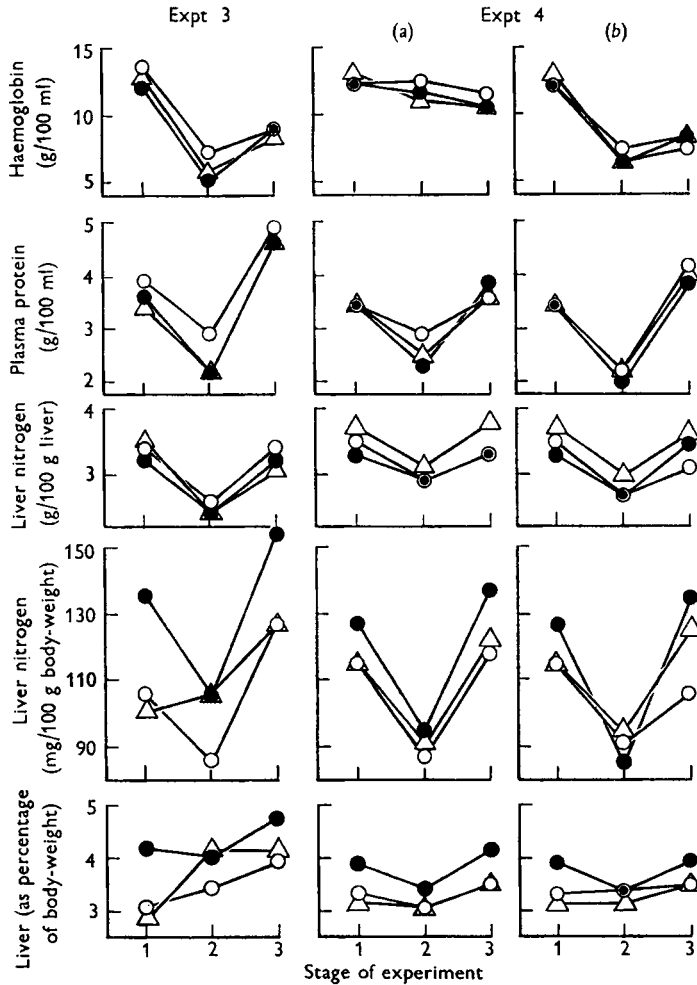 Expt 3
Expt 4
(a)
(b)
Haemoglobin
(g/100 ml)
15
10
5
Plasma protein
(g/100 ml)
5
4
3
2
Liver nitrogen
(g/100 g liver)
4
3
Liver nitrogen
(mg/100 g body-weight)
150
130
110
90
Liver (as percentage
of body-weight)
5
4
3
1 2 3
1 2 3
1 2 3
Stage of experiment